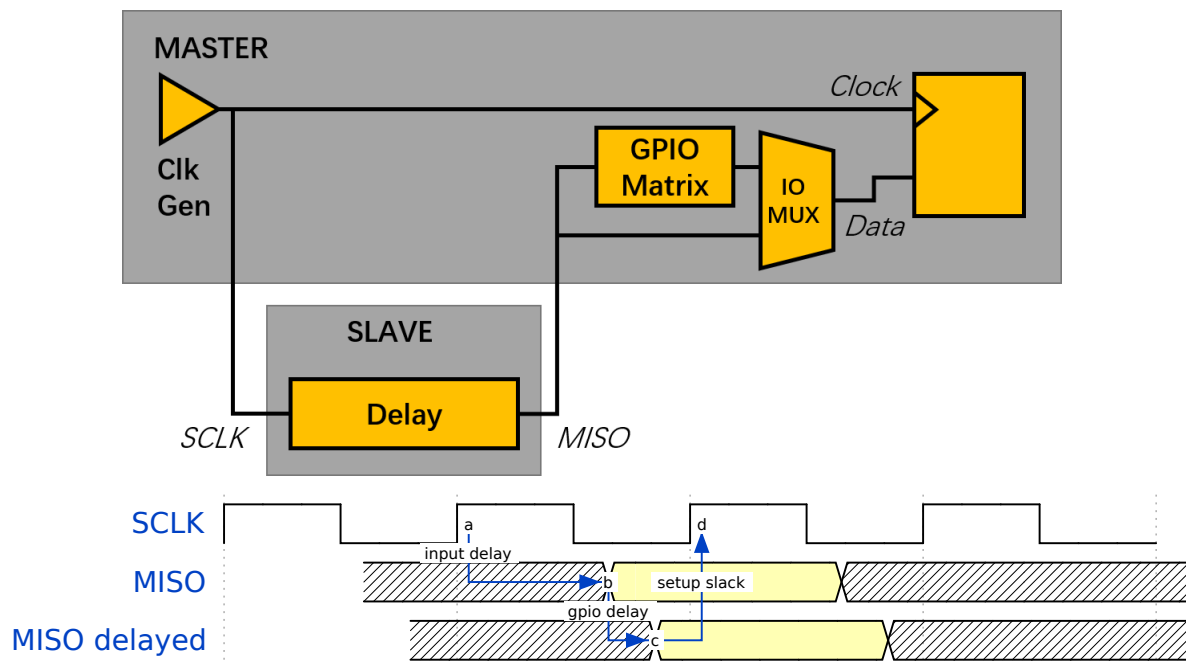 MASTER
Clk
Gen
Clock
GPIO
Matrix
IO
MUX
Data
SLAVE
Delay
SCLK
MISO
SCLK
a
d
input delay
MISO
b
setup slack
gpio delay
MISO delayed
c